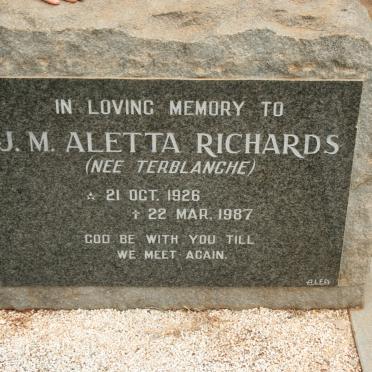 IN LOVING MEMORY TO
J. M. ALETTA RICHARDS
(NEE TERBLANCHE)
21 OCT. 1926
† 22 MAR. 1987
GOD BE WITH YOU TILL
WE MEET AGAIN.